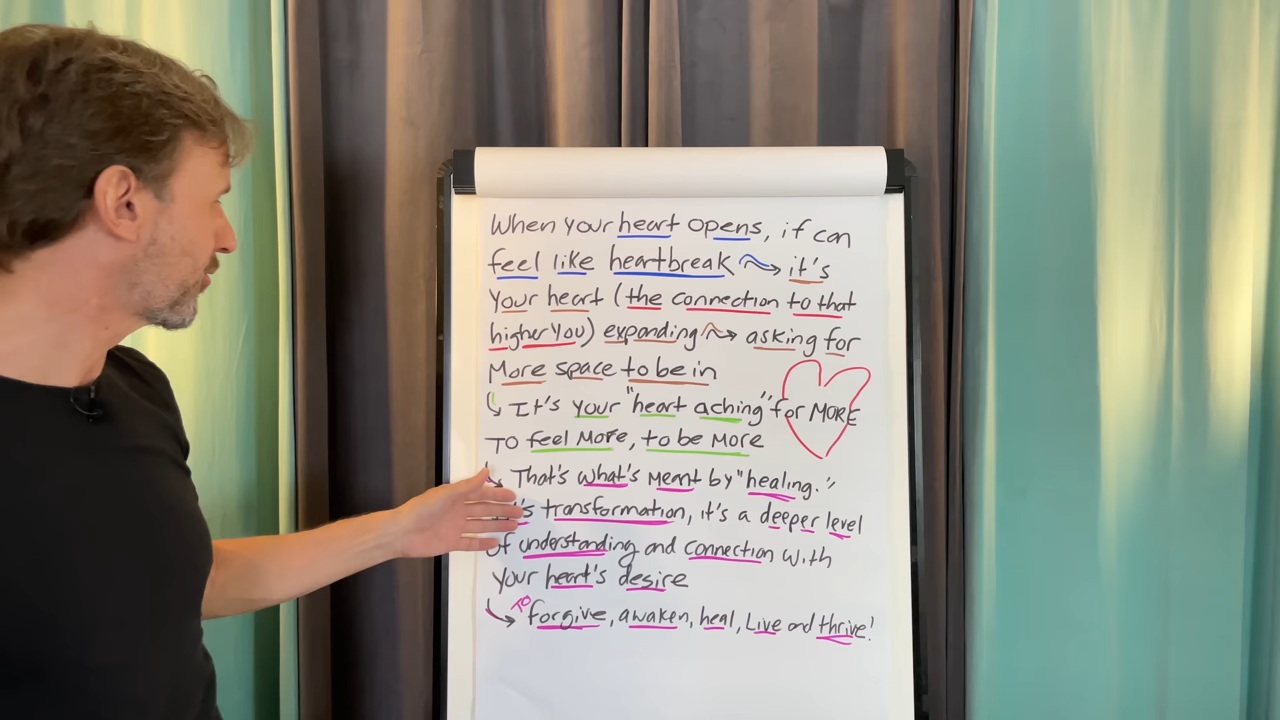 When your heart opens, it can
feel like heartbreak → it's
your heart (the connection to that
higher you) expanding → asking for
More space to be in
↳ It's your "heart aching" for MORE
TO feel More, to be More
↳ That's what's meant by "healing."
's transformation, it's a deeper level
of understanding and connection with
your heart's desire
↳ TO forgive, awaken, heal, Live and thrive!